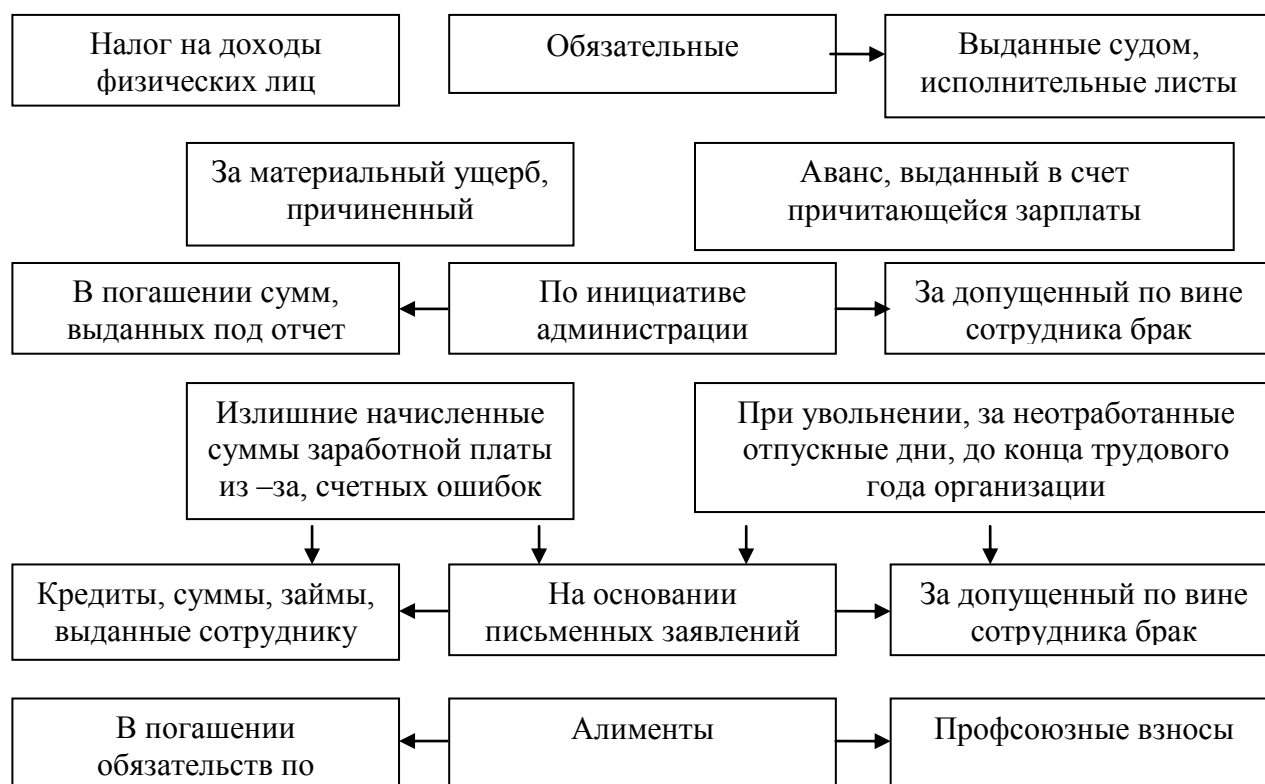 Налог на доходы
физических лиц
Обязательные
Выданные судом,
исполнительные листы
За материальный ущерб,
причиненный
Аванс, выданный в счет
причитающейся зарплаты
В погашении сумм,
выданных под отчет
По инициативе
администрации
За допущенный по вине
сотрудника брак
Излишние начисленные
суммы заработной платы
из –за, счетных ошибок
При увольнении, за неотработанные
отпускные дни, до конца трудового
года организации
Кредиты, суммы, займы,
выданные сотруднику
На основании
письменных заявлений
За допущенный по вине
сотрудника брак
В погашении
обязательств по
Алименты
Профсоюзные взносы